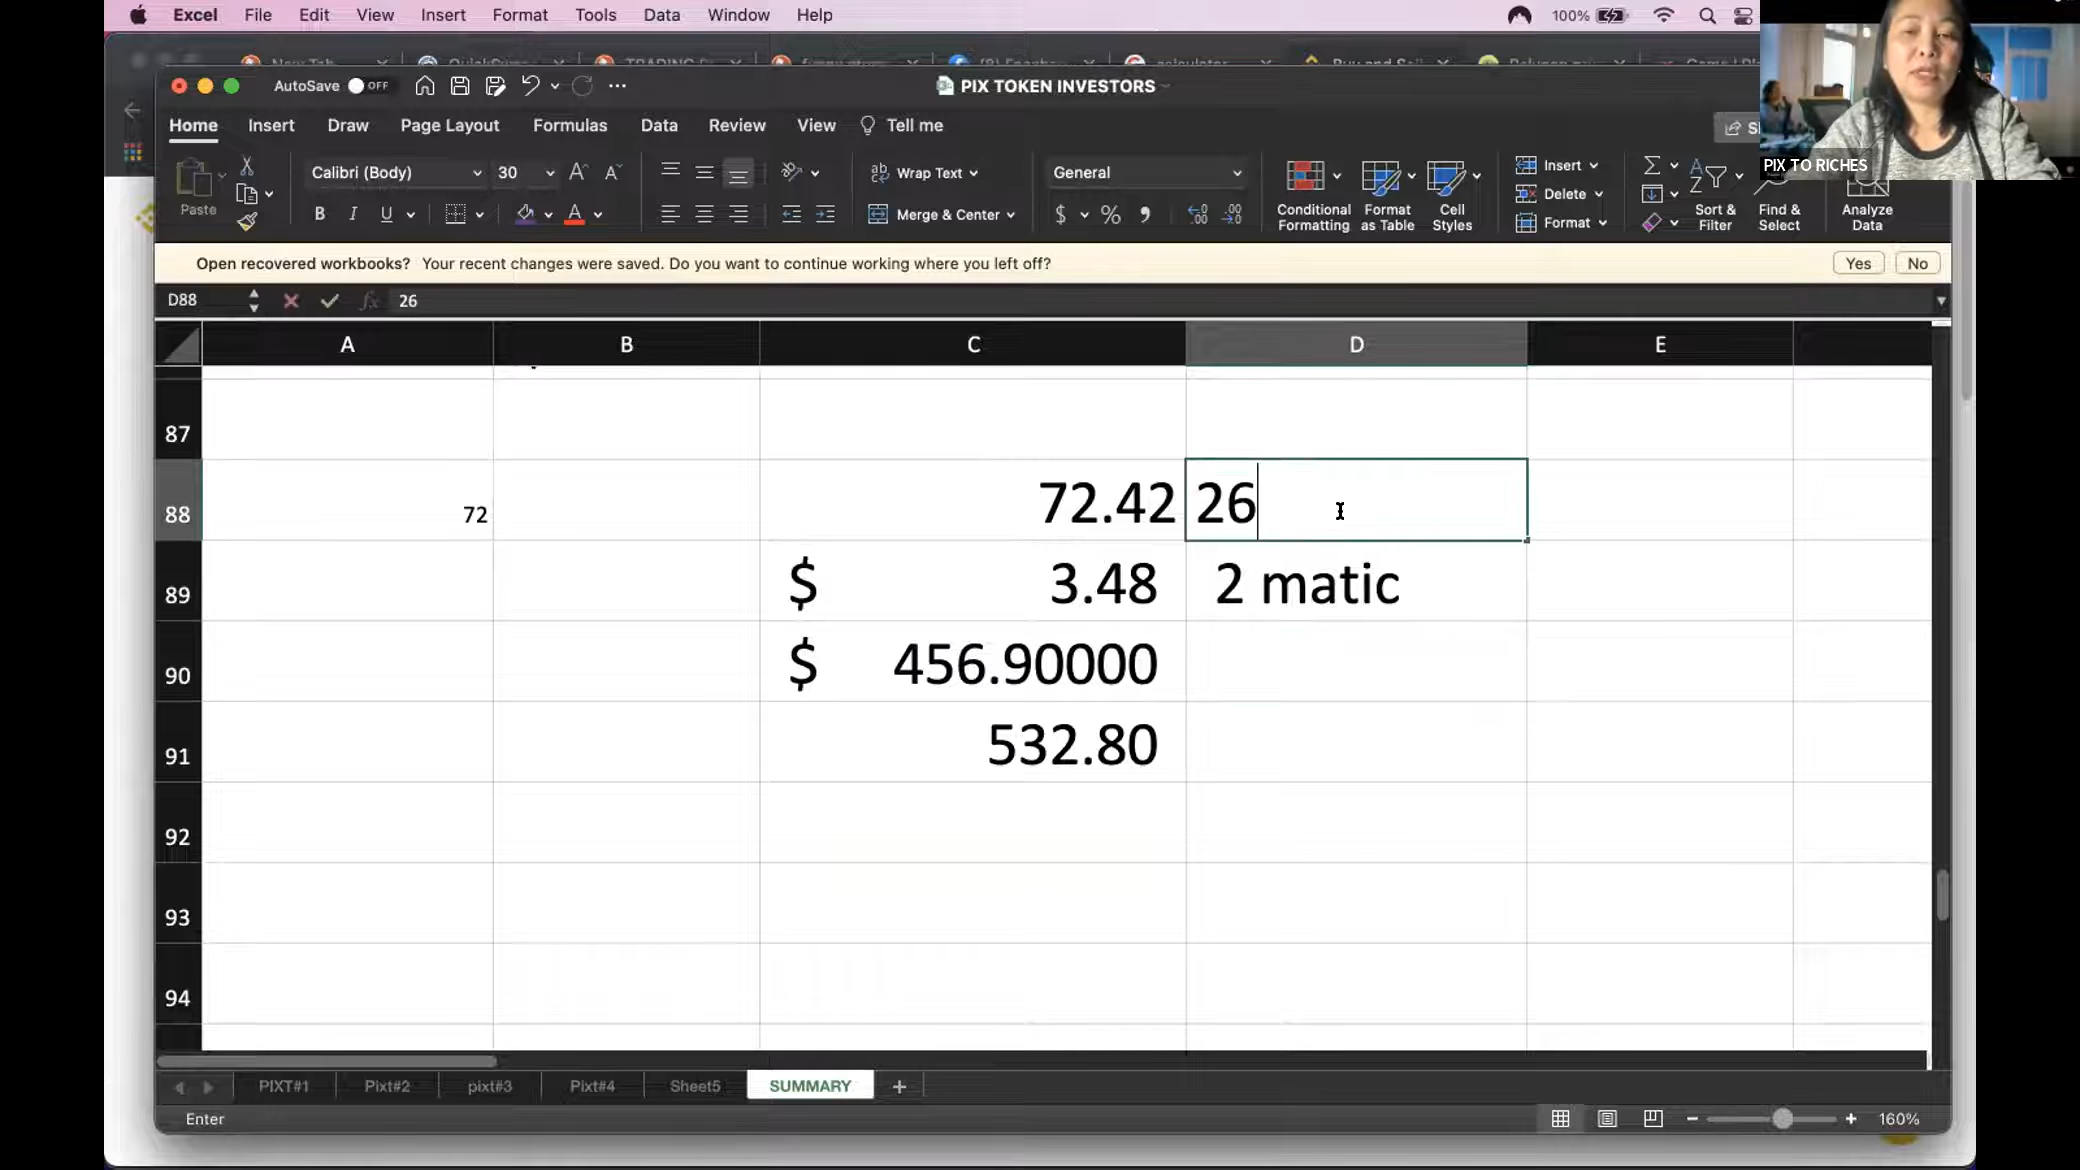 Excel File Edit View Insert Format Tools Data Window Help 100%
AutoSave OFF PIX TOKEN INVESTORS
Home Insert Draw Page Layout Formulas Data Review View Tell me
PIX TO RICHES
Paste Calibri (Body) 30 Wrap Text General Insert
Merge & Center Delete
Format
Conditional Formatting
Format as Table
Cell Styles
Sort & Filter
Find & Select
Analyze Data
Open recovered workbooks? Your recent changes were saved. Do you want to continue working where you left off? Yes No
D88 fx 26
A B C D E
87
88 72 72.42 26
89 $ 3.48 2 matic
90 $ 456.90000
91 532.80
92
93
94
PIXT#1 Pixt#2 pixt#3 Pixt#4 Sheet5 SUMMARY +
Enter 160%